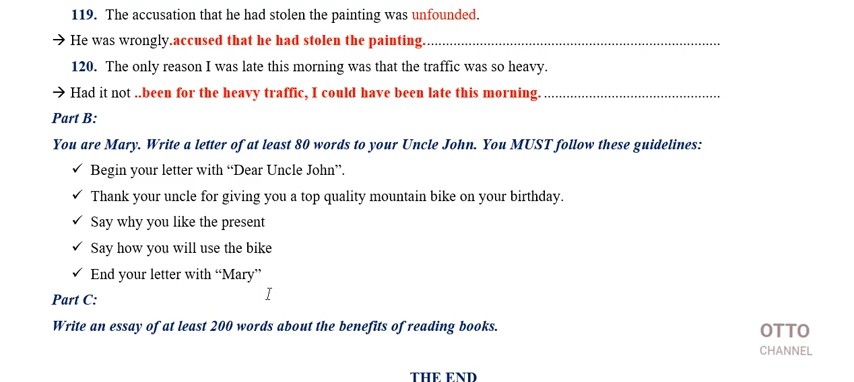 119. The accusation that he had stolen the painting was unfounded.
→ He was wrongly.accused that he had stolen the painting...............................................................................................
120. The only reason I was late this morning was that the traffic was so heavy.
→ Had it not ..been for the heavy traffic, I could have been late this morning. .........................................................
Part B:
You are Mary. Write a letter of at least 80 words to your Uncle John. You MUST follow these guidelines:
✓ Begin your letter with “Dear Uncle John”.
✓ Thank your uncle for giving you a top quality mountain bike on your birthday.
✓ Say why you like the present
✓ Say how you will use the bike
✓ End your letter with “Mary”
Part C:
Write an essay of at least 200 words about the benefits of reading books.
OTTO
CHANNEL
THE END